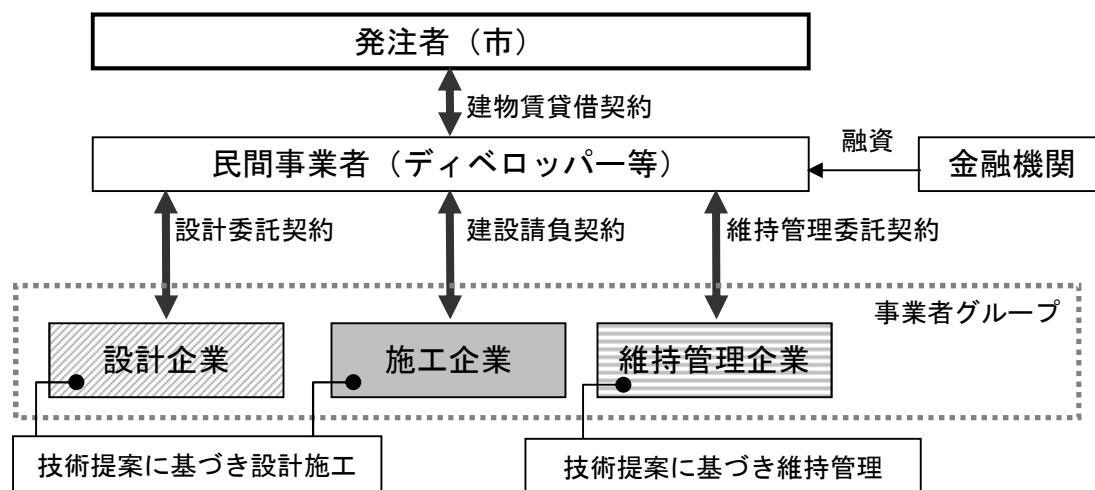 発注者（市）
建物賃貸借契約
民間事業者（ディベロッパー等）
融資
金融機関
設計委託契約
建設請負契約
維持管理委託契約
事業者グループ
設計企業
施工企業
維持管理企業
技術提案に基づき設計施工
技術提案に基づき維持管理